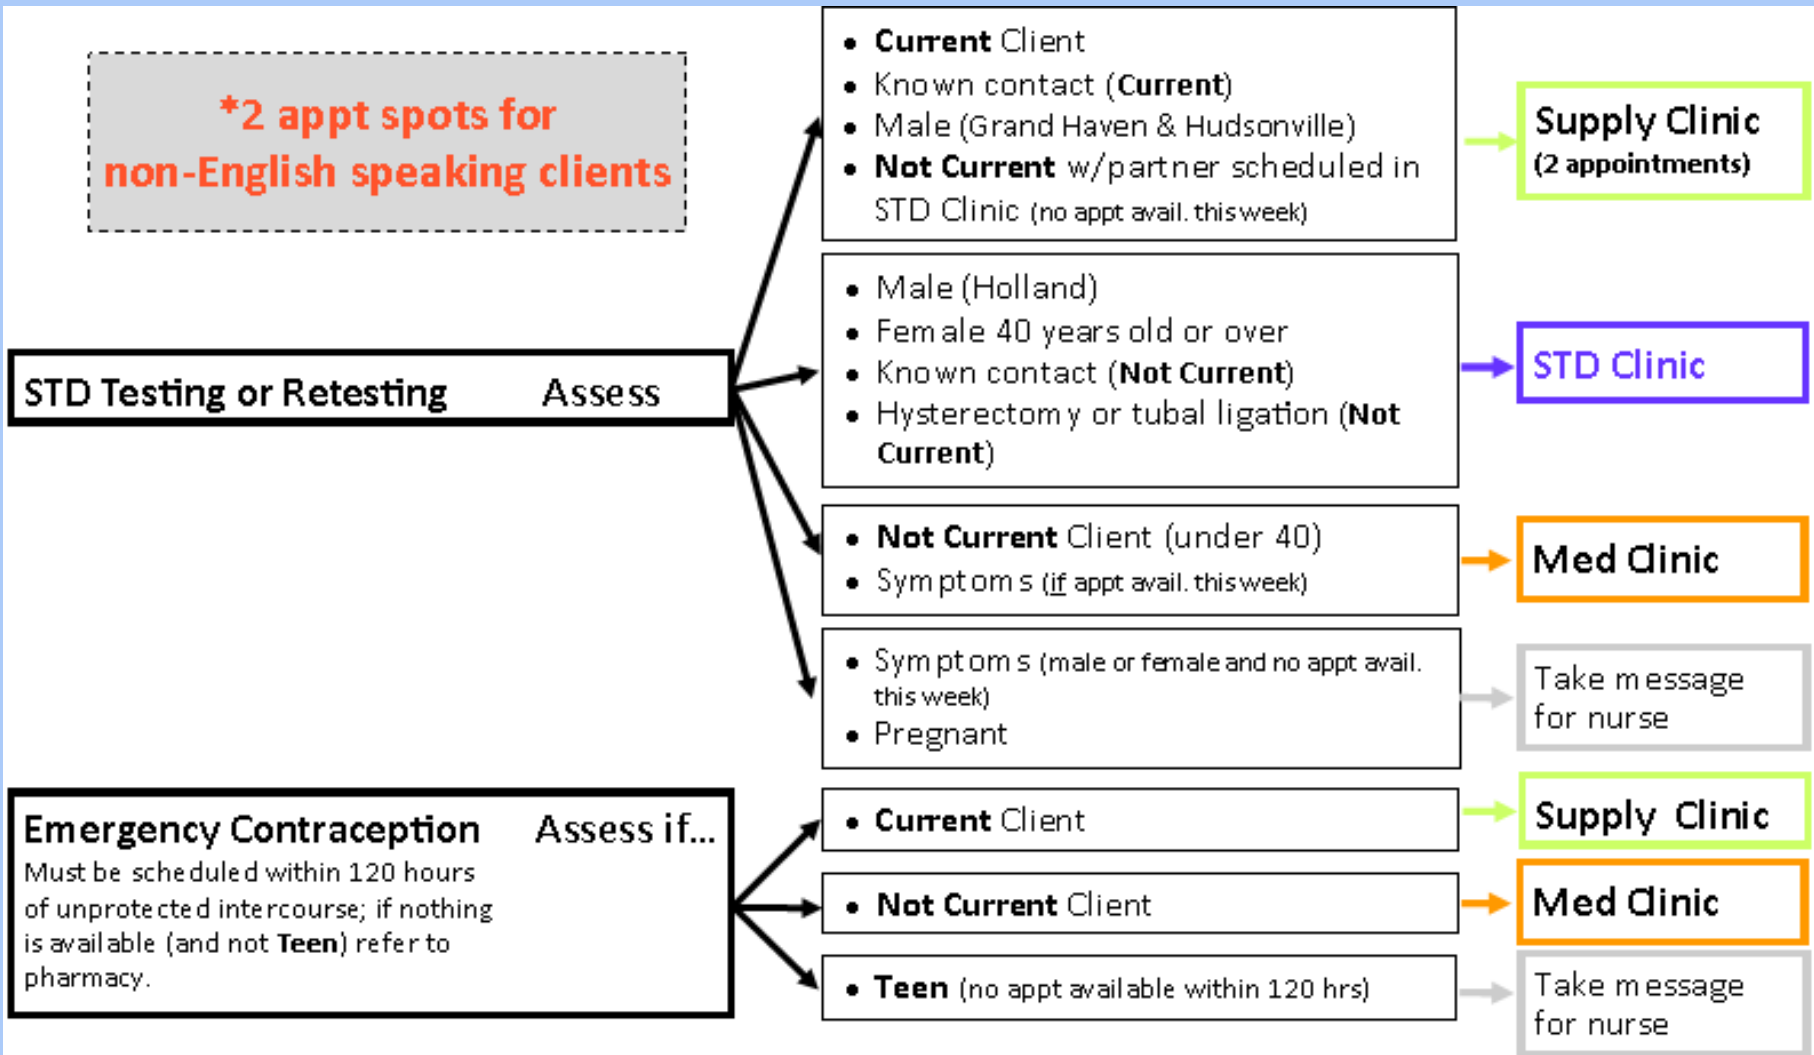 *2 appt spots for
non-English speaking clients
• Current Client
• Known contact (Current)
• Male (Grand Haven & Hudsonville)
• Not Current w/partner scheduled in
STD Clinic (no appt avail. this week)
Supply Clinic
(2 appointments)
STD Testing or Retesting Assess
• Male (Holland)
• Female 40 years old or over
• Known contact (Not Current)
• Hysterectomy or tubal ligation (Not
Current)
STD Clinic
• Not Current Client (under 40)
• Symptoms (if appt avail. this week)
Med Clinic
• Symptoms (male or female and no appt avail.
this week)
• Pregnant
Take message
for nurse
Emergency Contraception Assess if...
Must be scheduled within 120 hours
of unprotected intercourse; if nothing
is available (and not Teen) refer to
pharmacy.
• Current Client
Supply Clinic
• Not Current Client
Med Clinic
• Teen (no appt available within 120 hrs)
Take message
for nurse